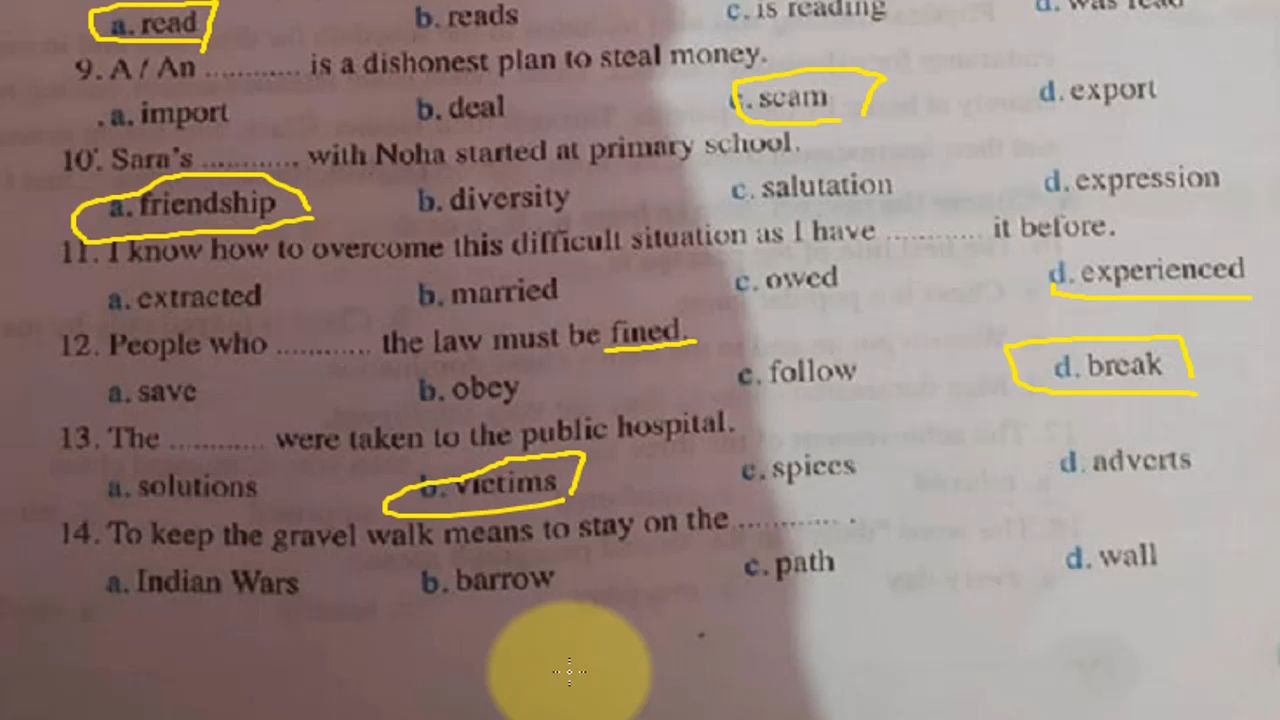 a. read b. reads c. is reading d. was read
9. A / An ............ is a dishonest plan to steal money.
a. import b. deal c. scam d. export
10. Sara's ............ with Noha started at primary school.
a. friendship b. diversity c. salutation d. expression
11. I know how to overcome this difficult situation as I have ............ it before.
a. extracted b. married c. owed d. experienced
12. People who ............ the law must be fined.
a. save b. obey c. follow d. break
13. The ............ were taken to the public hospital.
a. solutions b. victims c. spices d. adverts
14. To keep the gravel walk means to stay on the ............ .
a. Indian Wars b. barrow c. path d. wall